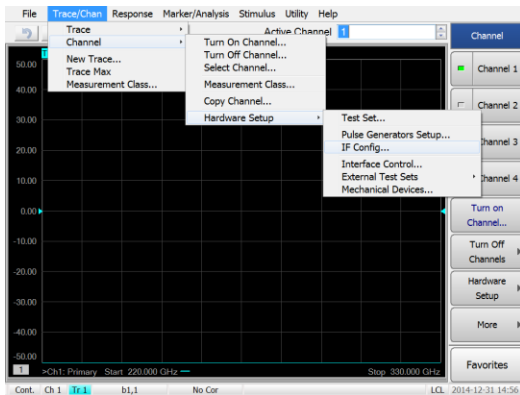 File Trace/Chan Response Marker/Analysis Stimulus Utility Help
Trace
Channel
New Trace...
Trace Max
Measurement Class...
Active Channel 1
Turn On Channel...
Turn Off Channel...
Select Channel...
Measurement Class...
Copy Channel...
Hardware Setup
Test Set...
Pulse Generators Setup...
IF Config...
Interface Control...
External Test Sets
Mechanical Devices...
Channel
Channel 1
Channel 2
Channel 3
Channel 4
Turn on
Channel...
Turn Off
Channels
Hardware
Setup
More
Favorites
50.00
40.00
30.00
20.00
10.00
0.00
-10.00
-20.00
-30.00
-40.00
-50.00
1 >Ch1: Primary Start 220.000 GHz Stop 330.000 GHz
Cont. Ch 1 Tr 1 b1,1 No Cor LCL 2014-12-31 14:56